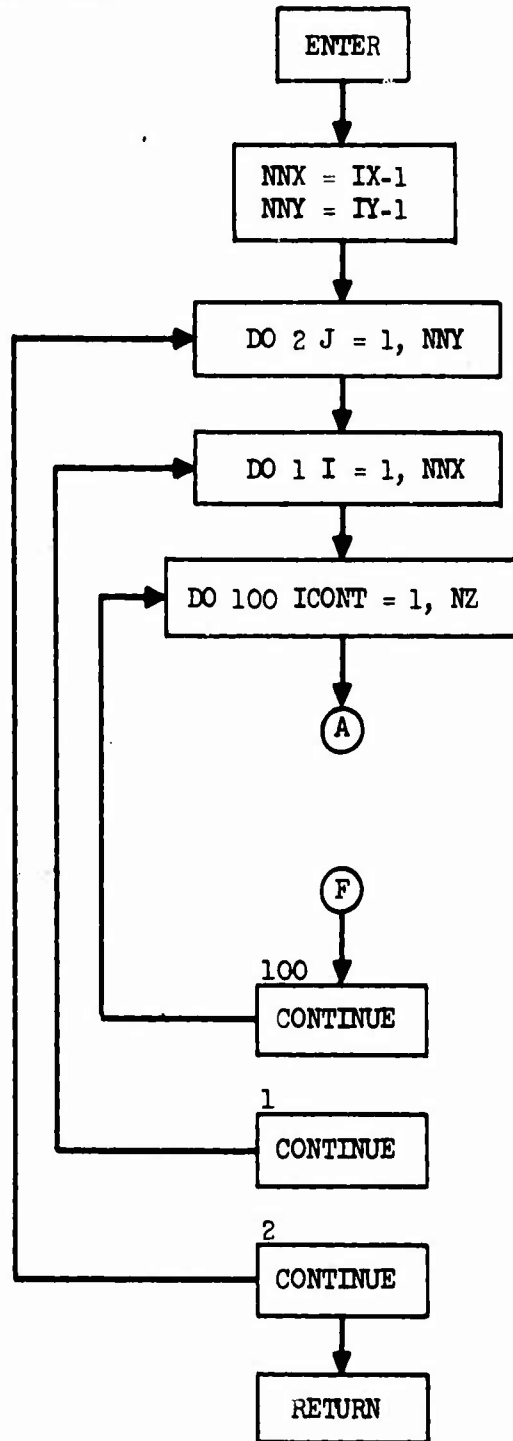 ENTER
NNX = IX-1
NNY = IY-1
DO 2 J = 1, NNY
DO 1 I = 1, NNX
DO 100 ICONT = 1, NZ
A
F
100
CONTINUE
1
CONTINUE
2
CONTINUE
RETURN